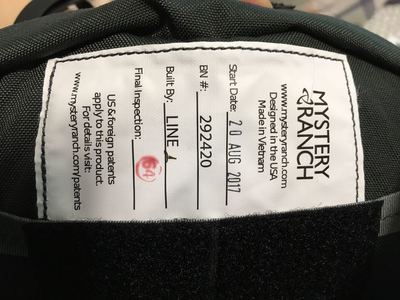 MYSTERY
RANCH
www.mysteryranch.com
Designed in the USA
Made in Vietnam
Start Date: 20 AUG 2017
BN #: 292420
Built By: LINE 1
Final Inspection: 64
US & foreign patents
apply to this product.
For details visit:
www.mysteryranch.com/patents